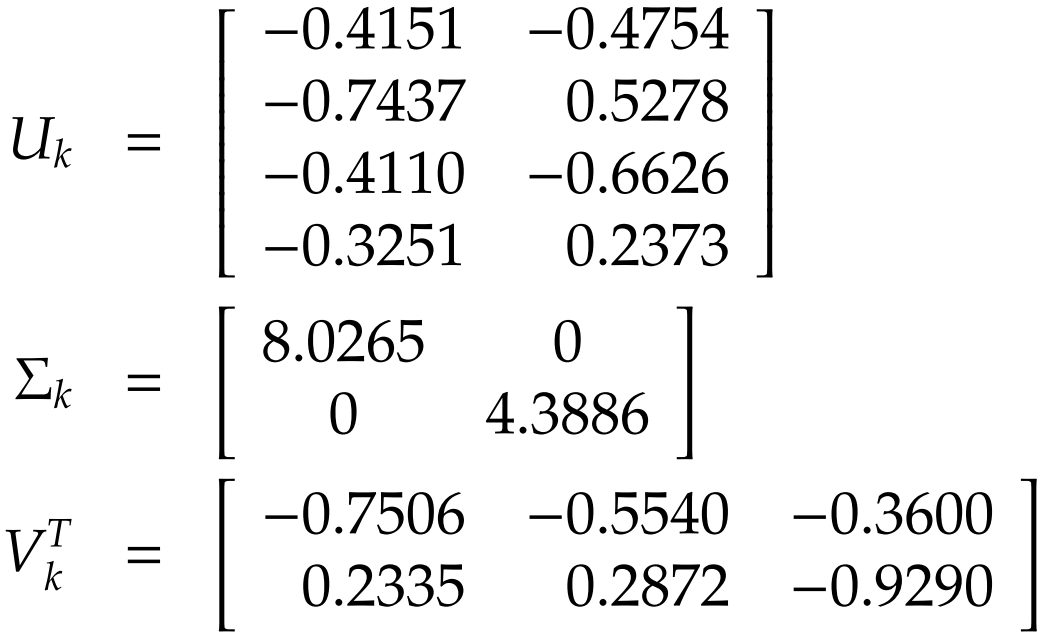 U_k = [ −0.4151 −0.4754
−0.7437 0.5278
−0.4110 −0.6626
−0.3251 0.2373 ]
Σ_k = [ 8.0265 0
0 4.3886 ]
V_k^T = [ −0.7506 −0.5540 −0.3600
0.2335 0.2872 −0.9290 ]